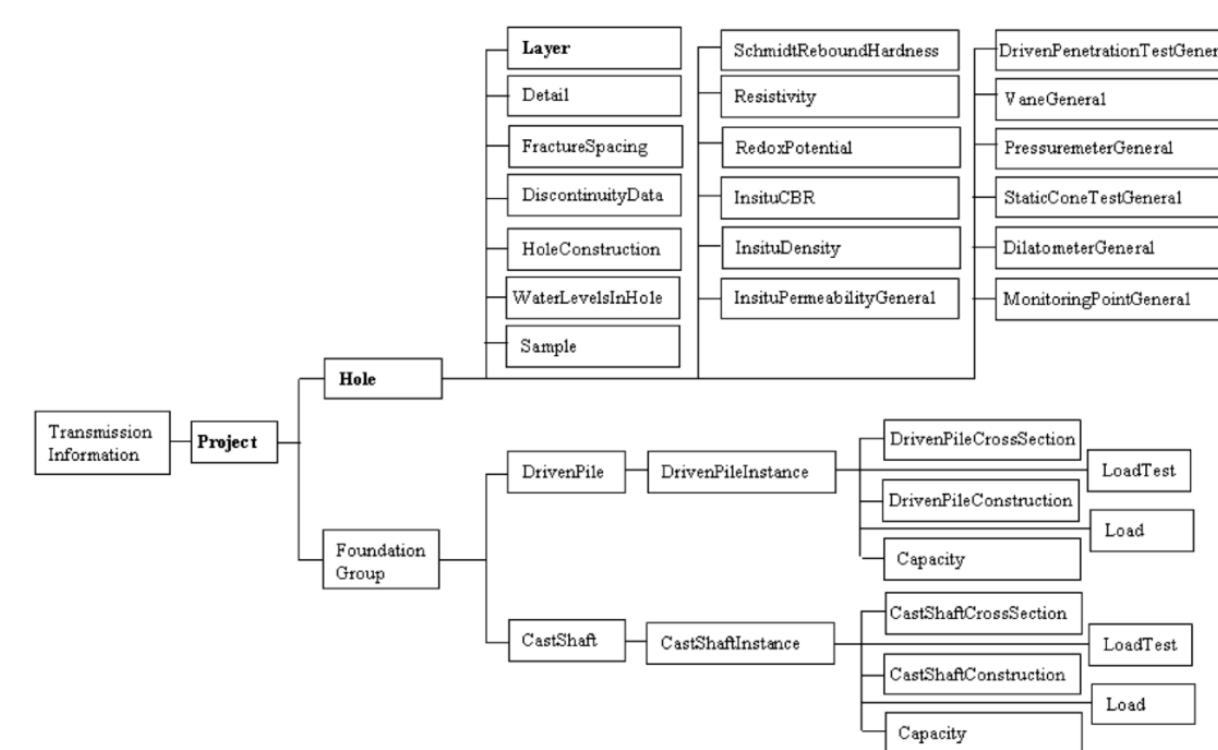 Layer
Detail
FractureSpacing
DiscontinuityData
HoleConstruction
WaterLevelsInHole
Sample
SchmidtReboundHardness
Resistivity
RedoxPotential
InsituCBR
InsituDensity
InsituPermeabilityGeneral
DrivenPenetrationTestGener
VaneGeneral
PressuremeterGeneral
StaticConeTestGeneral
DilatometerGeneral
MonitoringPointGeneral
Hole
Transmission
Information
Project
Foundation
Group
DrivenPile
DrivenPileInstance
DrivenPileCrossSection
LoadTest
DrivenPileConstruction
Load
Capacity
CastShaft
CastShaftInstance
CastShaftCrossSection
LoadTest
CastShaftConstruction
Load
Capacity